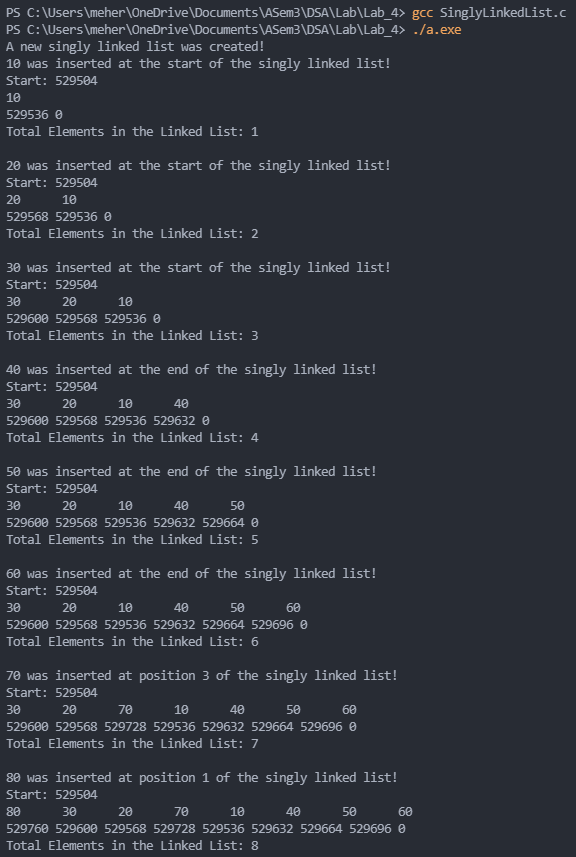 PS C:\Users\meher\OneDrive\Documents\ASem3\DSA\Lab\Lab_4> gcc SinglyLinkedList.c
PS C:\Users\meher\OneDrive\Documents\ASem3\DSA\Lab\Lab_4> ./a.exe
A new singly linked list was created!
10 was inserted at the start of the singly linked list!
Start: 529504
10
529536 0
Total Elements in the Linked List: 1

20 was inserted at the start of the singly linked list!
Start: 529504
20      10
529568 529536 0
Total Elements in the Linked List: 2

30 was inserted at the start of the singly linked list!
Start: 529504
30      20      10
529600 529568 529536 0
Total Elements in the Linked List: 3

40 was inserted at the end of the singly linked list!
Start: 529504
30      20      10      40
529600 529568 529536 529632 0
Total Elements in the Linked List: 4

50 was inserted at the end of the singly linked list!
Start: 529504
30      20      10      40      50
529600 529568 529536 529632 529664 0
Total Elements in the Linked List: 5

60 was inserted at the end of the singly linked list!
Start: 529504
30      20      10      40      50      60
529600 529568 529536 529632 529664 529696 0
Total Elements in the Linked List: 6

70 was inserted at position 3 of the singly linked list!
Start: 529504
30      20      70      10      40      50      60
529600 529568 529728 529536 529632 529664 529696 0
Total Elements in the Linked List: 7

80 was inserted at position 1 of the singly linked list!
Start: 529504
80      30      20      70      10      40      50      60
529760 529600 529568 529728 529536 529632 529664 529696 0
Total Elements in the Linked List: 8